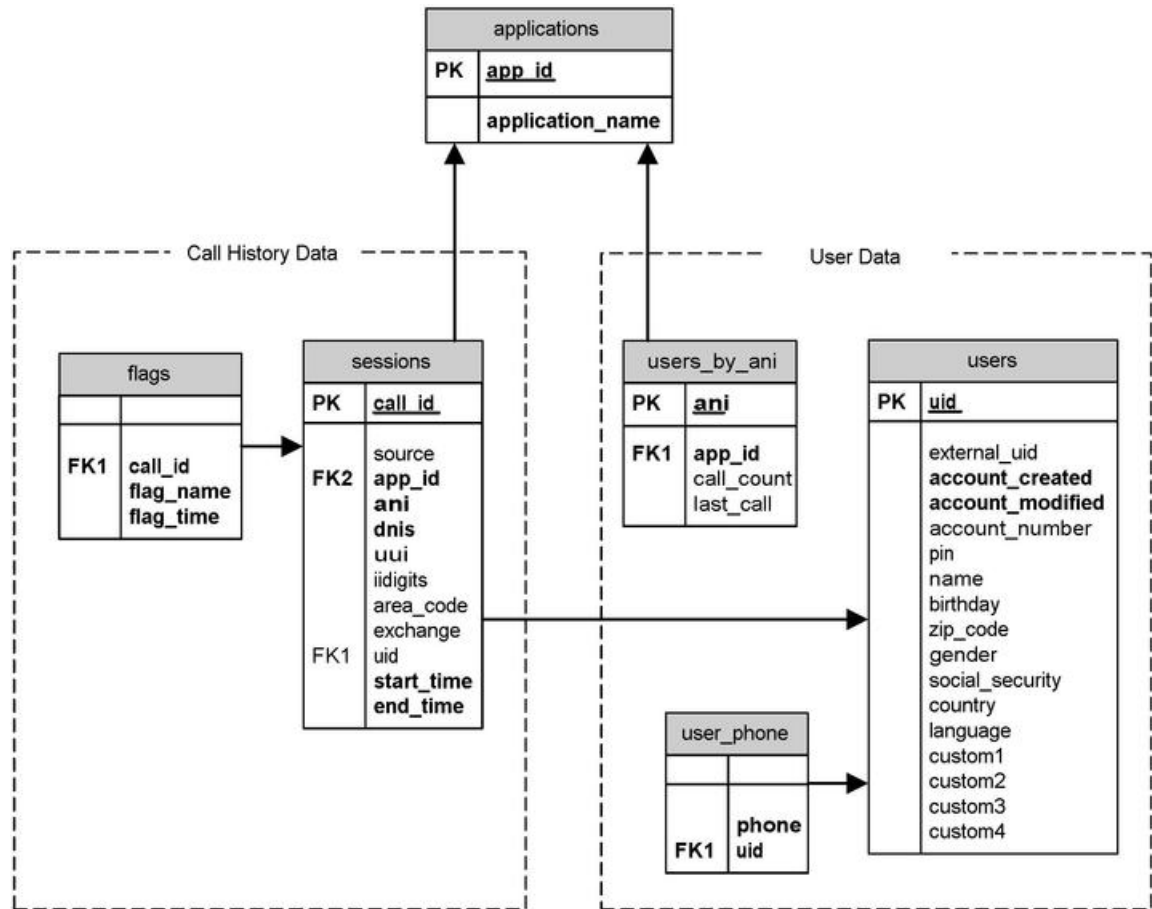 applications
PK app_id
application_name
Call History Data
User Data
flags
FK1 call_id
flag_name
flag_time
sessions
PK call_id
source
FK2 app_id
ani
dnis
uui
iidigits
area_code
exchange
FK1 uid
start_time
end_time
users_by_ani
PK ani
FK1 app_id
call_count
last_call
users
PK uid
external_uid
account_created
account_modified
account_number
pin
name
birthday
zip_code
gender
social_security
country
language
custom1
custom2
custom3
custom4
user_phone
phone
FK1 uid